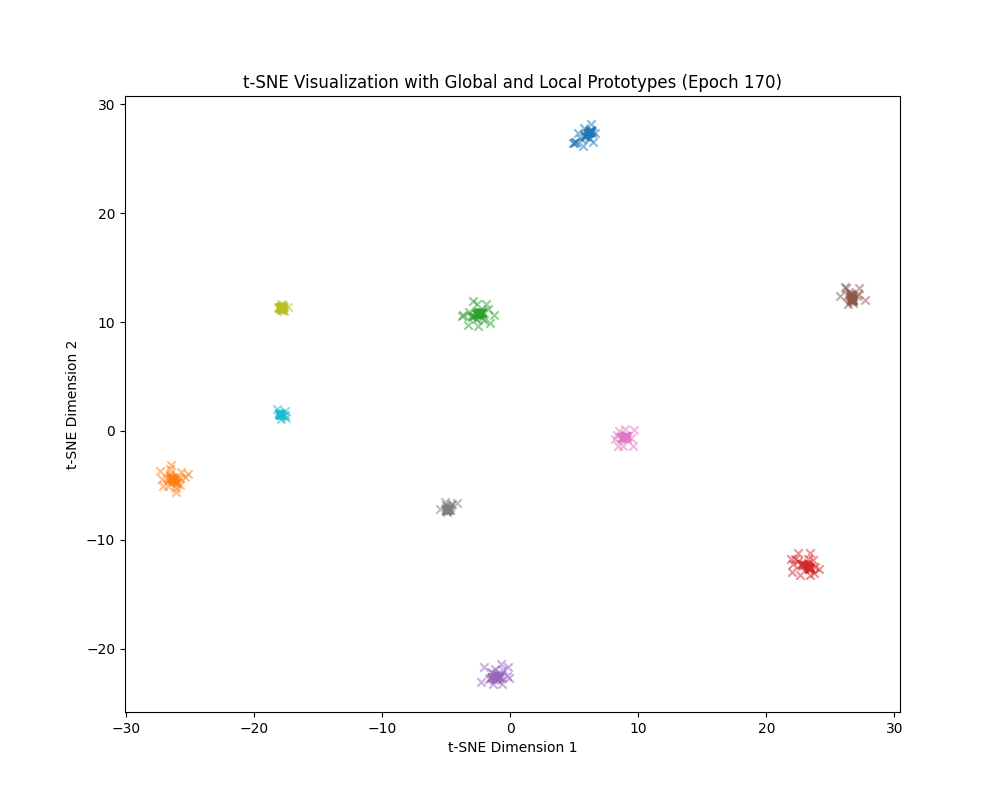 t-SNE Visualization with Global and Local Prototypes (Epoch 170)
30
20
10
0
−10
−20
t-SNE Dimension 2
−30 −20 −10 0 10 20 30
t-SNE Dimension 1